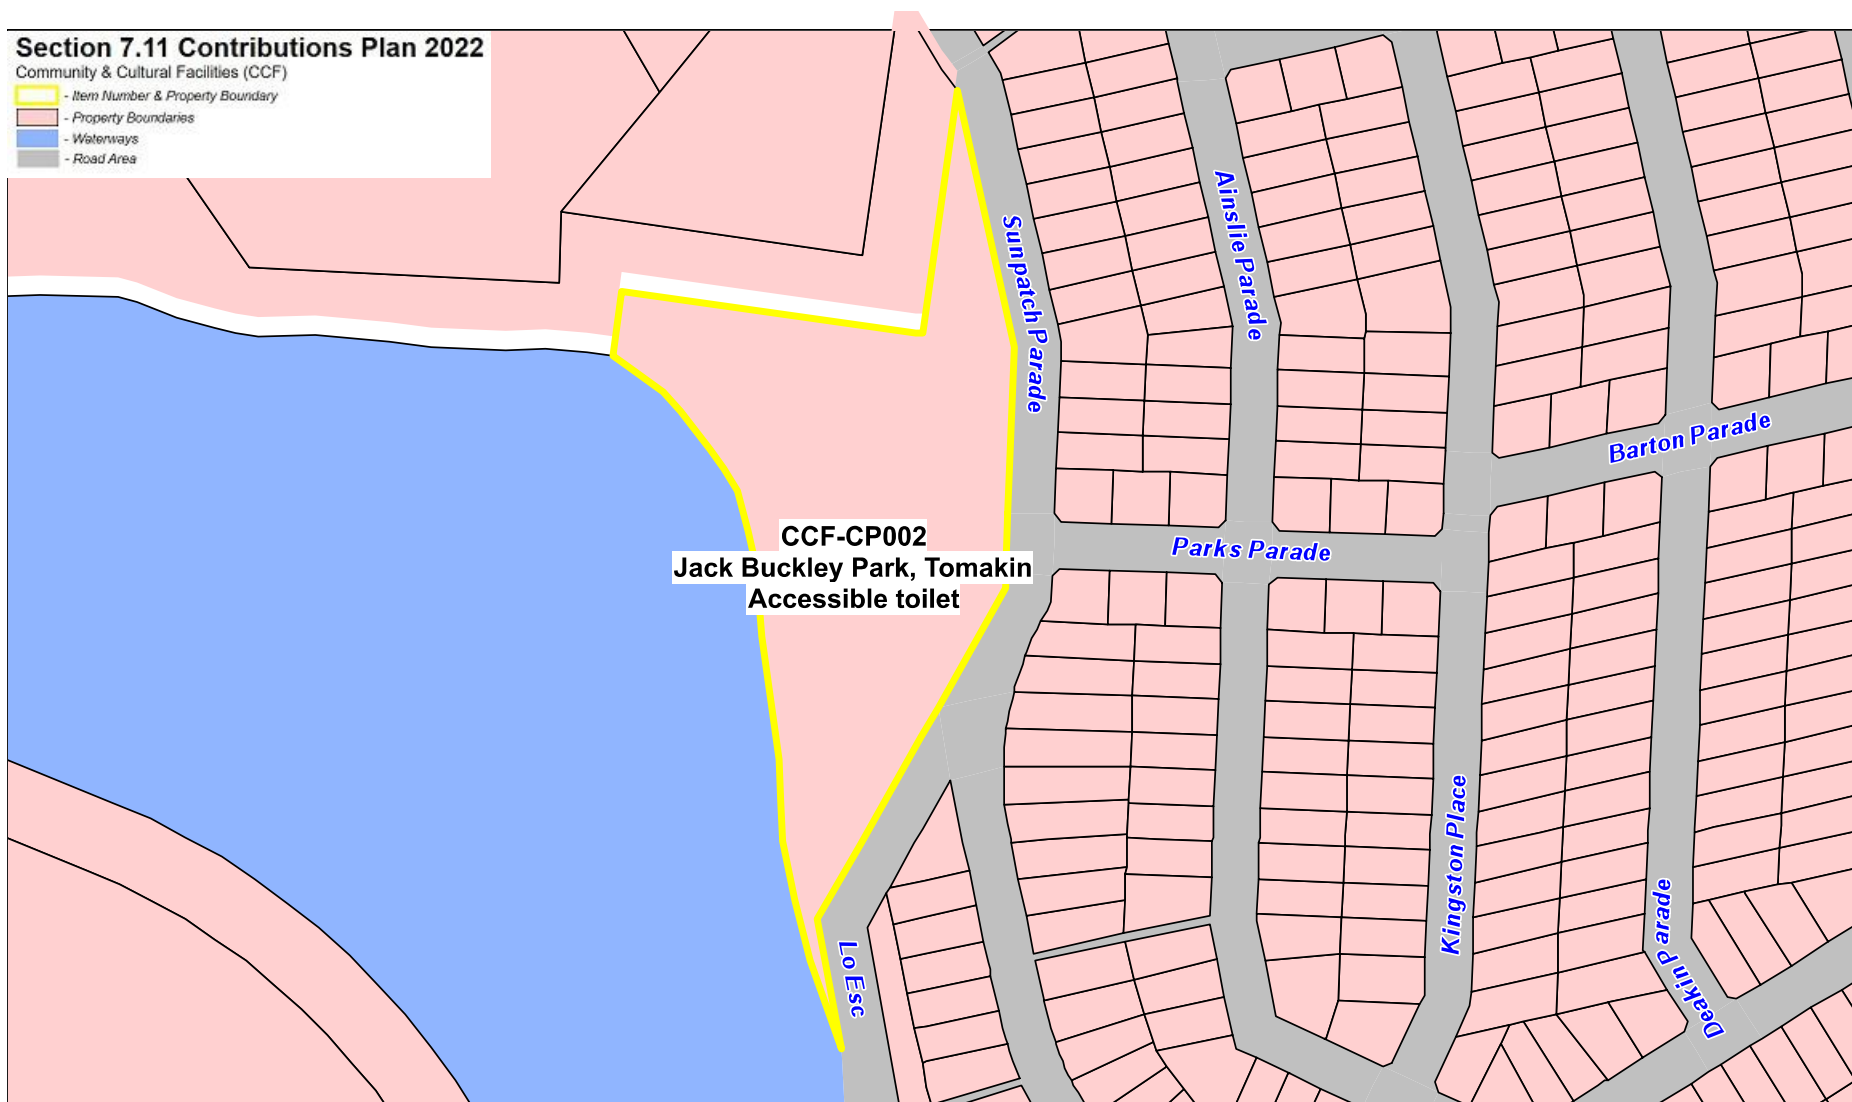 Section 7.11 Contributions Plan 2022
Community & Cultural Facilities (CCF)
- Item Number & Property Boundary
- Property Boundaries
- Waterways
- Road Area
Sunpatch Parade
Ainslie Parade
Barton Parade
CCF-CP002
Jack Buckley Park, Tomakin
Accessible toilet
Parks Parade
Kingston Place
Lo Esc
Deakin Parade